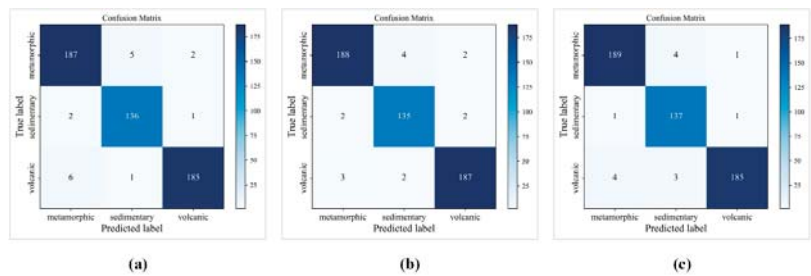 Confusion Matrix
187 5 2
2 136 1
6 1 185
metamorphic
sedimentary
volcanic
True label
metamorphic sedimentary volcanic
Predicted label
175
150
125
100
75
50
25
(a)
Confusion Matrix
188 4 2
2 135 2
3 2 187
metamorphic
sedimentary
volcanic
True label
metamorphic sedimentary volcanic
Predicted label
175
150
125
100
75
50
25
(b)
Confusion Matrix
189 4 1
1 137 1
4 3 185
metamorphic
sedimentary
volcanic
True label
metamorphic sedimentary volcanic
Predicted label
175
150
125
100
75
50
25
(c)